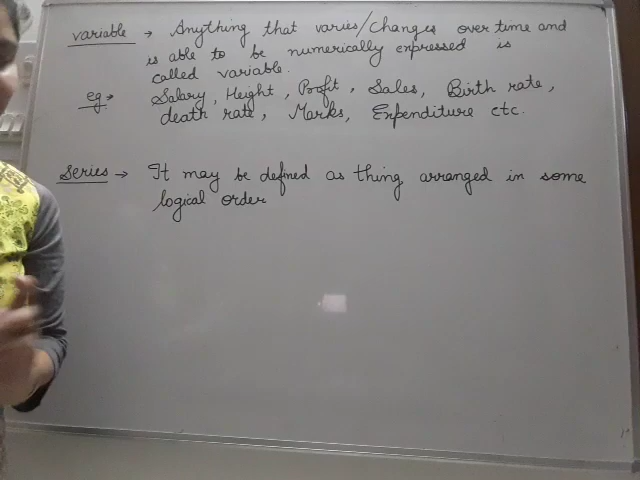 variable → Anything that varies/changes over time and
is able to be numerically expressed is
called variable.
eg → Salary, Height, Profit, Sales, Birth rate,
death rate, Marks, Expenditure etc.
Series → It may be defined as thing arranged in some
logical order